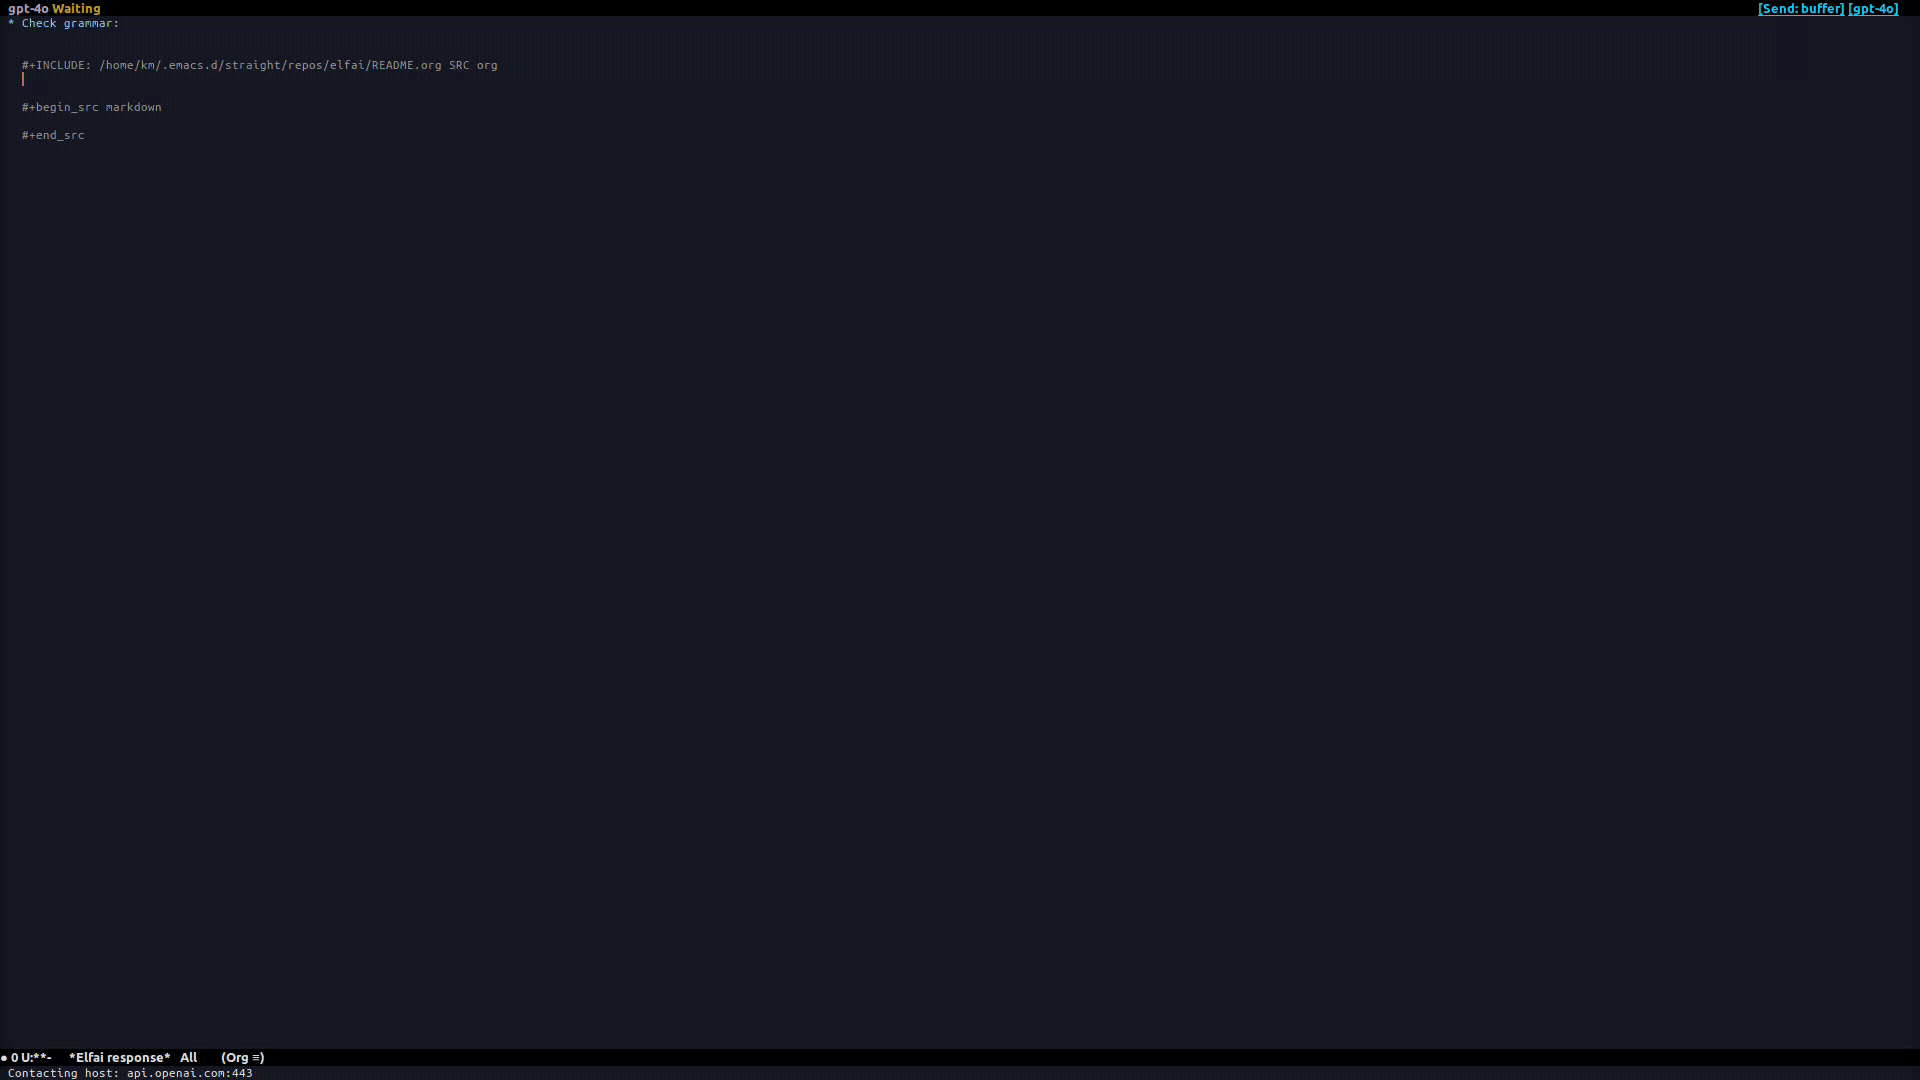 gpt-4o Waiting [Send: buffer] [gpt-4o]
* Check grammar:
#+INCLUDE: /home/km/.emacs.d/straight/repos/elfai/README.org SRC org
#+begin_src markdown
#+end_src
● 0 U:**- *Elfai response* All (Org ≡)
Contacting host: api.openai.com:443